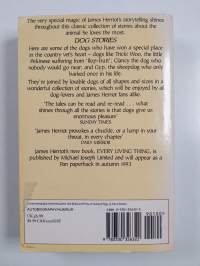 The very special magic of James Herriot's storytelling shines
throughout this classic collection of stories about the
animal he loves the most.
DOG STORIES
Here are some of the dogs who have won a special place
in the country vet's heart – dogs like Tricki Woo, the little
Pekinese suffering from 'flop-bott'; Clancy the dog who
nobody would go near; and Gyp, the sheepdog who only
barked once in his life.
They're joined by lovable dogs of all shapes and sizes in a
wonderful collection of stories, which will be enjoyed by all
dog-lovers and James Herriot fans alike.
'The tales can be read and re-read . . . what
shines through all the stories is that dogs give us
enormous pleasure'
SUNDAY TIMES
'James Herriot provokes a chuckle, or a lump in your
throat, in every chapter'
DAILY MIRROR
James Herriot's new book, EVERY LIVING THING, is
published by Michael Joseph Limited and will appear as a
Pan paperback in autumn 1993
AUTOBIOGRAPHY/HUMOUR